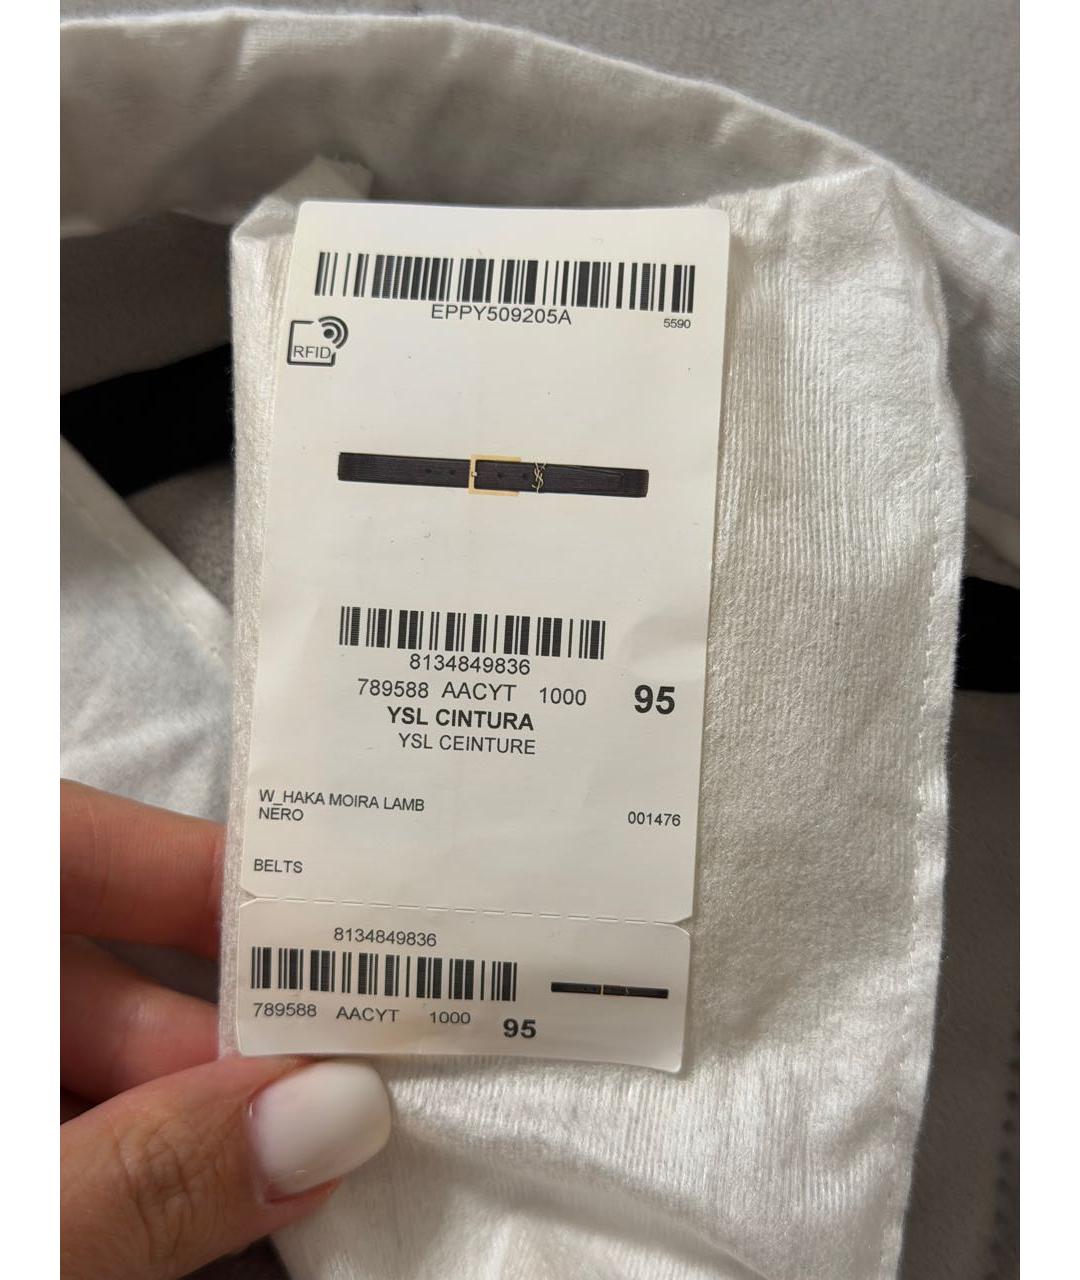 EPPY509205A
5590
RFID
8134849836
789588 AACYT 1000 95
YSL CINTURA
YSL CEINTURE
W_HAKA MOIRA LAMB
NERO 001476
BELTS
8134849836
789588 AACYT 1000 95